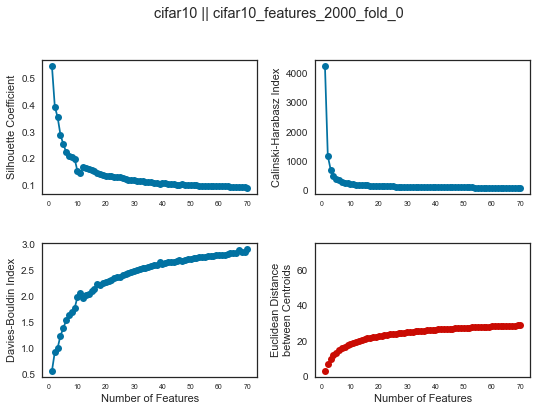 cifar10 || cifar10_features_2000_fold_0
Silhouette Coefficient
0.5
0.4
0.3
0.2
0.1
0 10 20 30 40 50 60 70
Calinski-Harabasz Index
4000
3000
2000
1000
0
0 10 20 30 40 50 60 70
Davies-Bouldin Index
3.0
2.5
2.0
1.5
1.0
0.5
0 10 20 30 40 50 60 70
Number of Features
Euclidean Distance
between Centroids
60
40
20
0
0 10 20 30 40 50 60 70
Number of Features